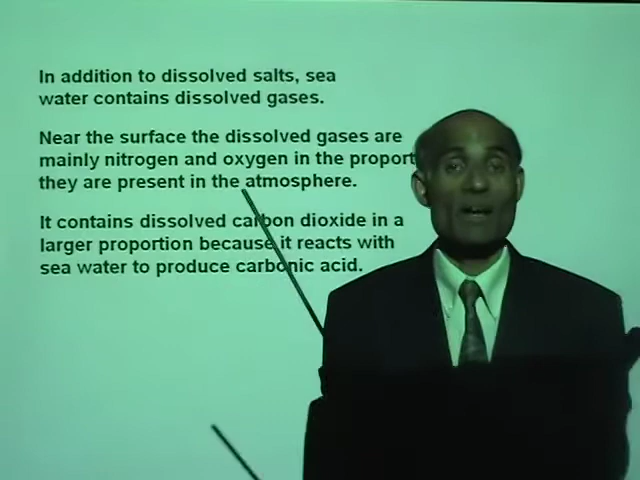 In addition to dissolved salts, sea
water contains dissolved gases.
Near the surface the dissolved gases are
mainly nitrogen and oxygen in the proport
they are present in the atmosphere.
It contains dissolved carbon dioxide in a
larger proportion because it reacts with
sea water to produce carbonic acid.